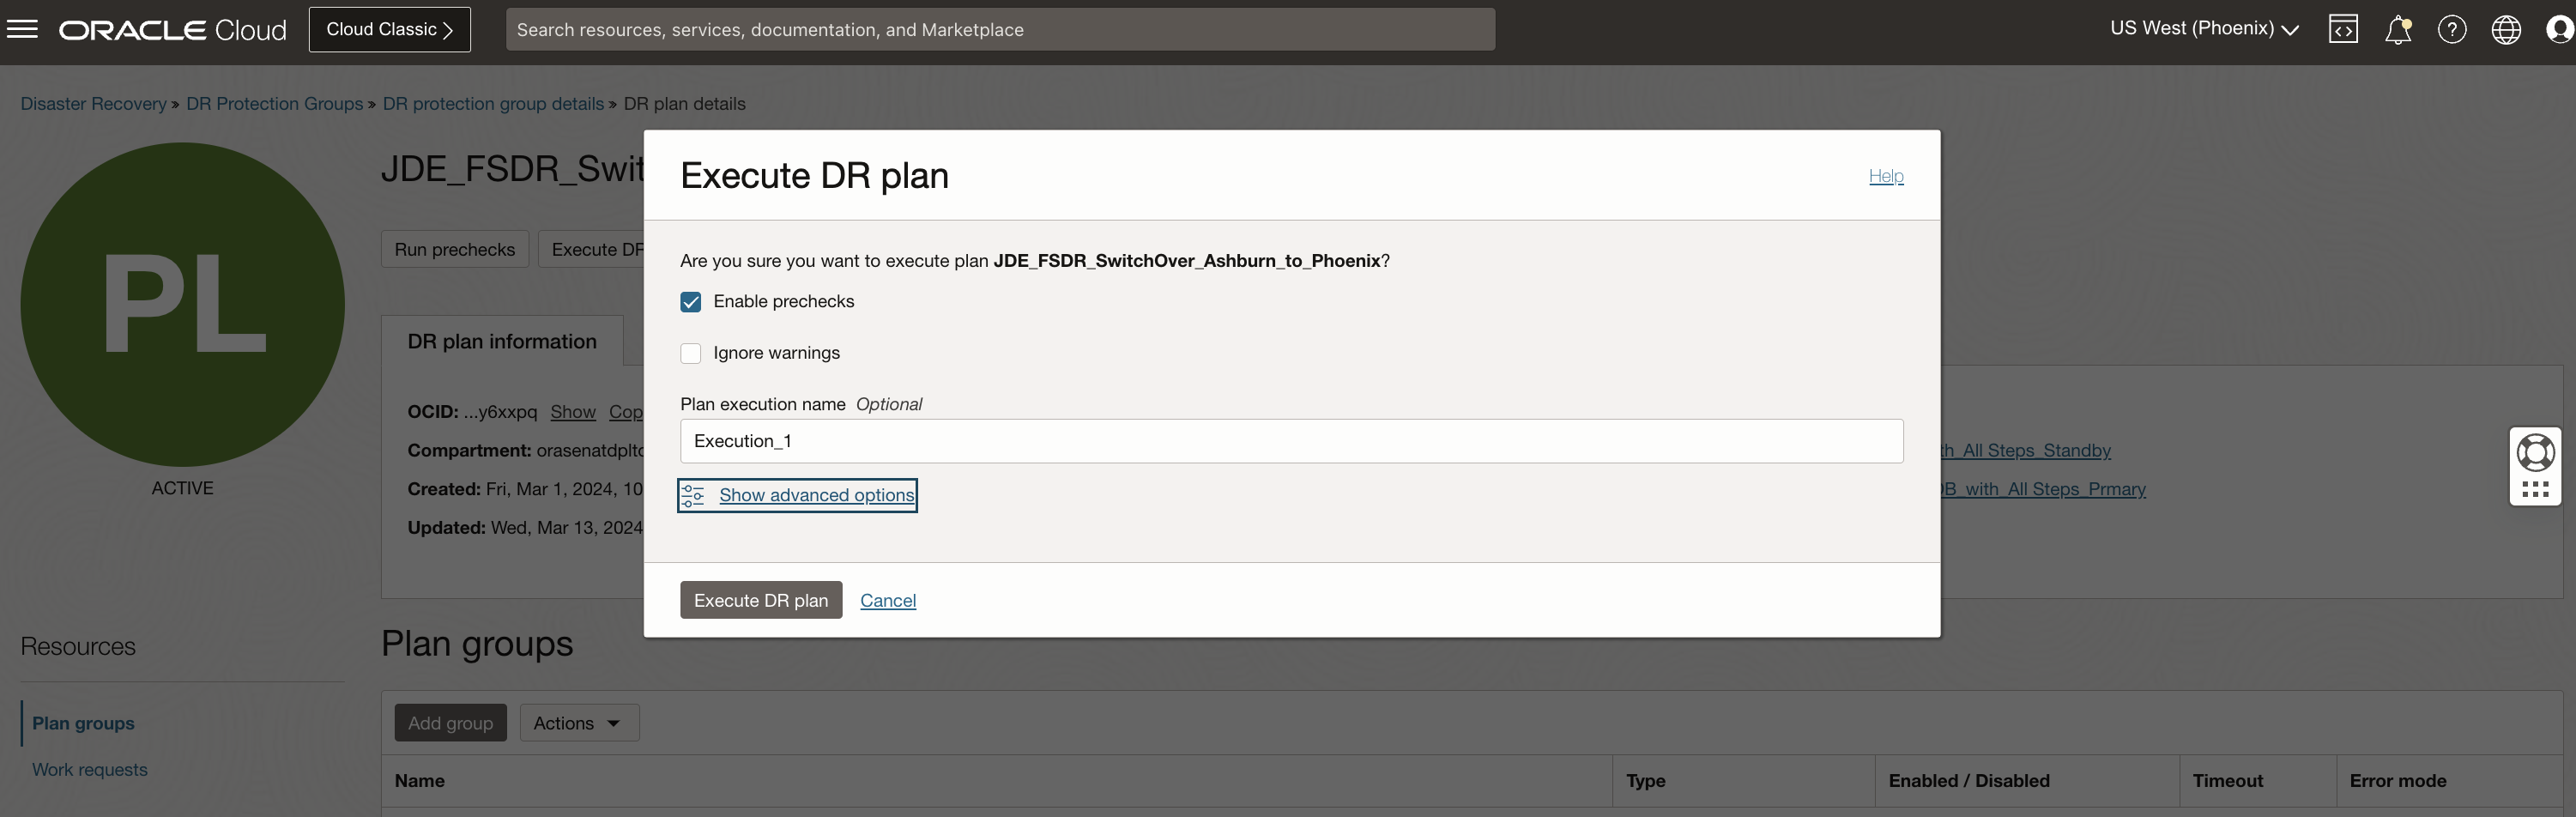 ORACLE Cloud
Cloud Classic
Search resources, services, documentation, and Marketplace
US West (Phoenix)
Disaster Recovery » DR Protection Groups » DR protection group details » DR plan details
PL
ACTIVE
JDE_FSDR_Swit
Run prechecks
Execute DR
DR plan information
OCID: ...y6xxpq Show Cop
Compartment: orasenatdpltc
Created: Fri, Mar 1, 2024, 10
Updated: Wed, Mar 13, 2024
th_All Steps_Standby
DB_with_All Steps_Prmary
Execute DR plan
Help
Are you sure you want to execute plan JDE_FSDR_SwitchOver_Ashburn_to_Phoenix?
Enable prechecks
Ignore warnings
Plan execution name Optional
Execution_1
Show advanced options
Execute DR plan
Cancel
Resources
Plan groups
Work requests
Plan groups
Add group
Actions
Name
Type
Enabled / Disabled
Timeout
Error mode